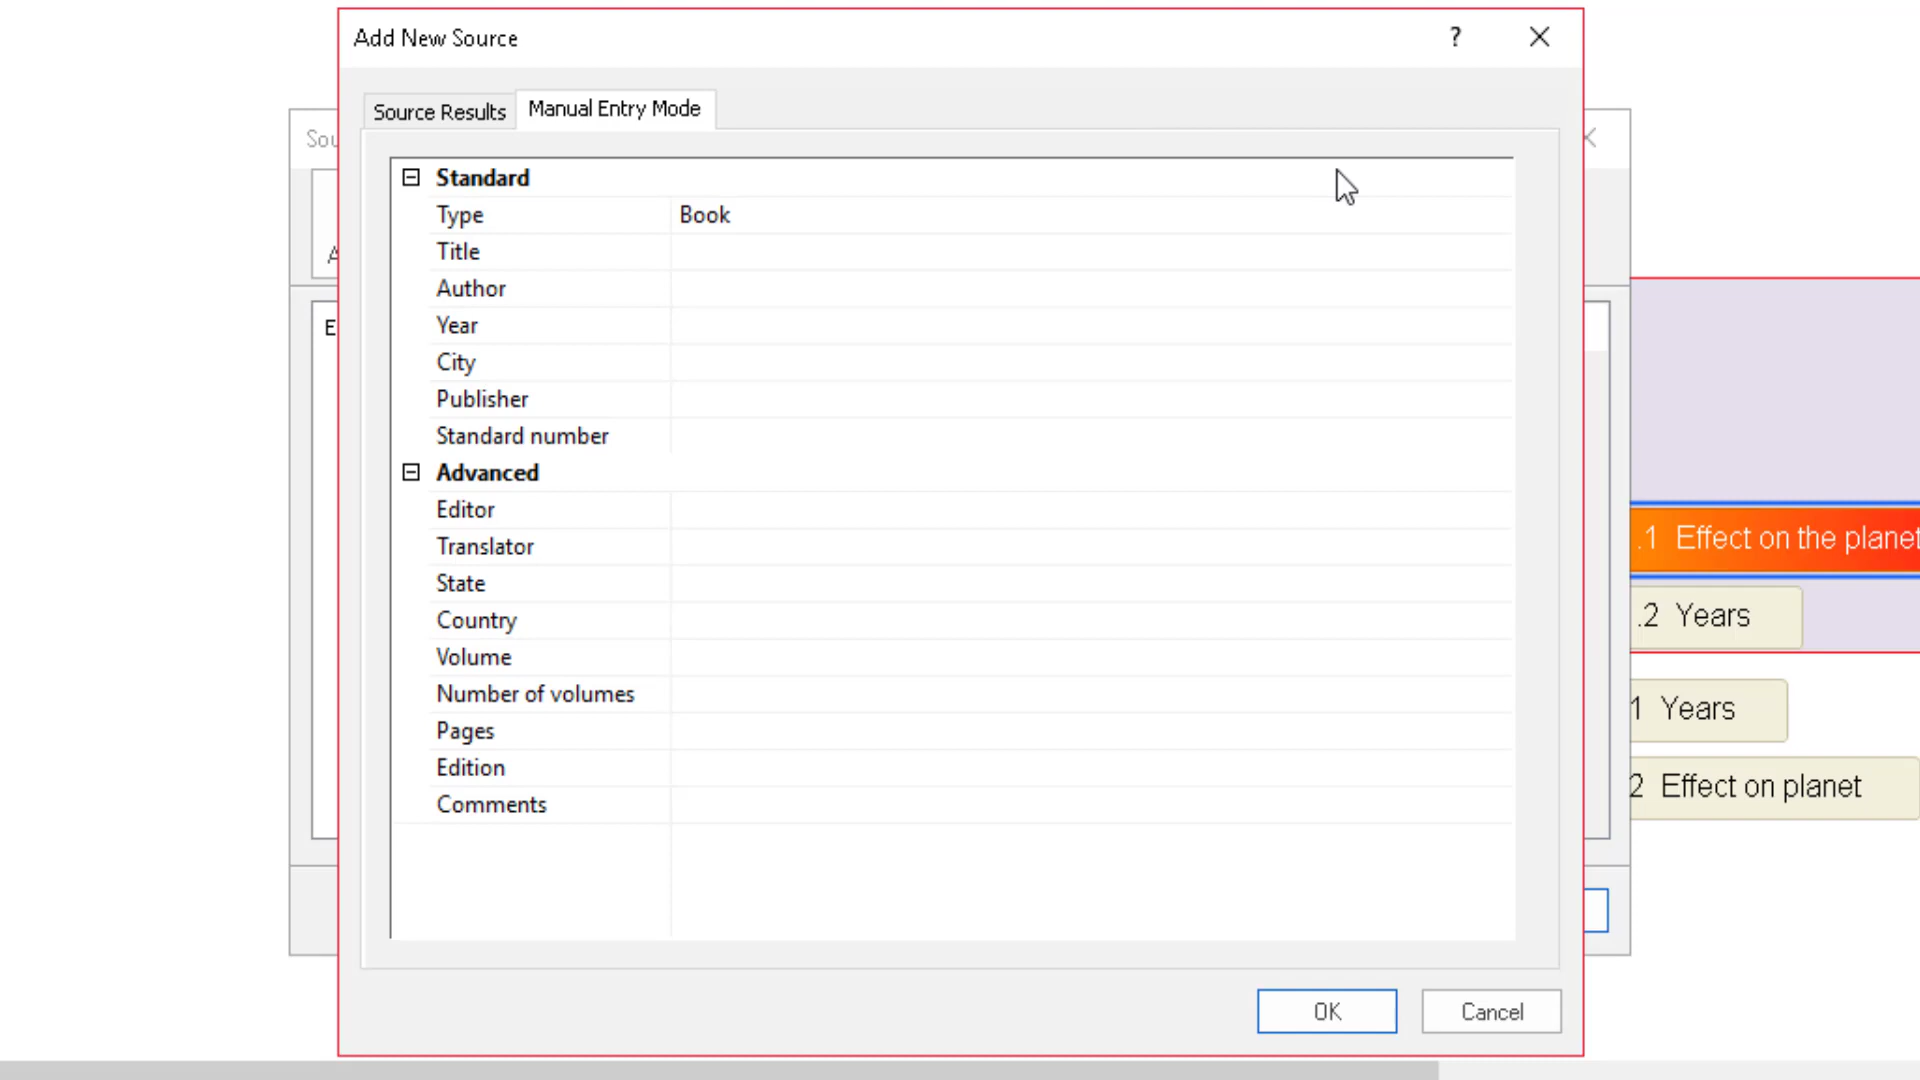 Add New Source
?
Source Results
Manual Entry Mode
Sou
Standard
Type Book
Title
A
Author
Year
E
City
Publisher
Standard number
Advanced
Editor
Translator
.1 Effect on the planet
State
Country
.2 Years
Volume
Number of volumes
1 Years
Pages
Edition
2 Effect on planet
Comments
OK
Cancel